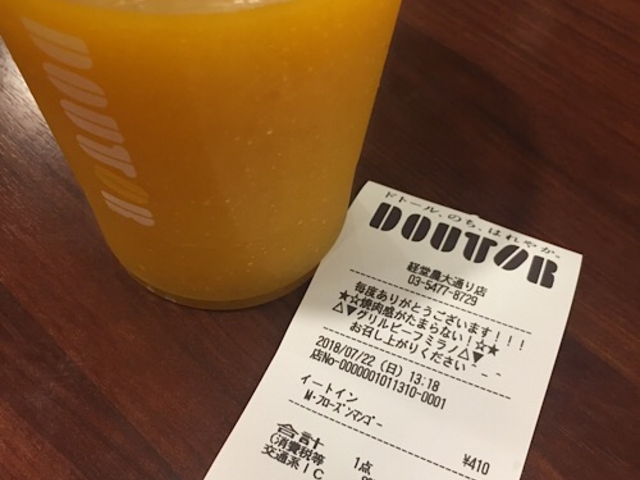 DOUTOR
ドトール、のち、はれやか。
DOUTOR
経堂農大通り店
03-5477-8729
毎度ありがとうございます!!!
★☆焼肉感がたまらない!☆★
△▼グリルビーフミラノ△▼
お召し上がりください
2018/07/22 (日) 13:18
店No-0000001011310-0001
イートイン
M・フローズンマンゴー
¥410
合計 1点
(消費税等
交通系IC